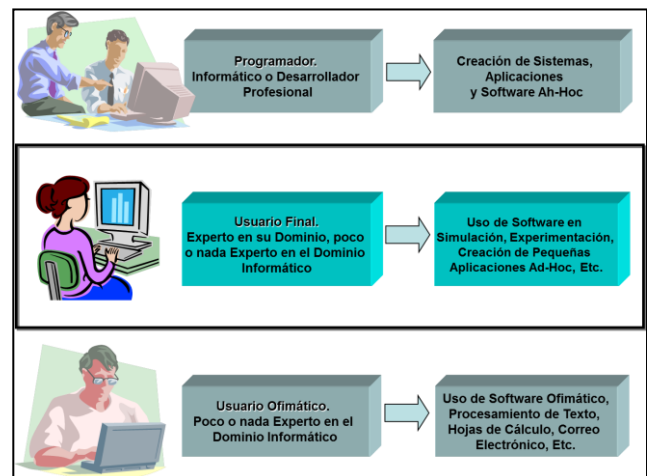 Programador.
Informático o Desarrollador
Profesional
Creación de Sistemas,
Aplicaciones
y Software Ah-Hoc
Usuario Final.
Experto en su Dominio, poco
o nada Experto en el Dominio
Informático
Uso de Software en
Simulación, Experimentación,
Creación de Pequeñas
Aplicaciones Ad-Hoc, Etc.
Usuario Ofimático.
Poco o nada Experto en el
Dominio Informático
Uso de Software Ofimático,
Procesamiento de Texto,
Hojas de Cálculo, Correo
Electrónico, Etc.